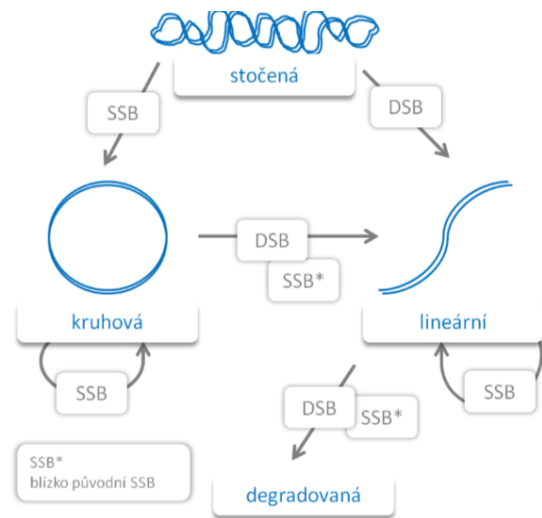 stočená
SSB
DSB
DSB
SSB*
kruhová
lineární
SSB
SSB
DSB
SSB*
SSB*
blízko původní SSB
degradovaná